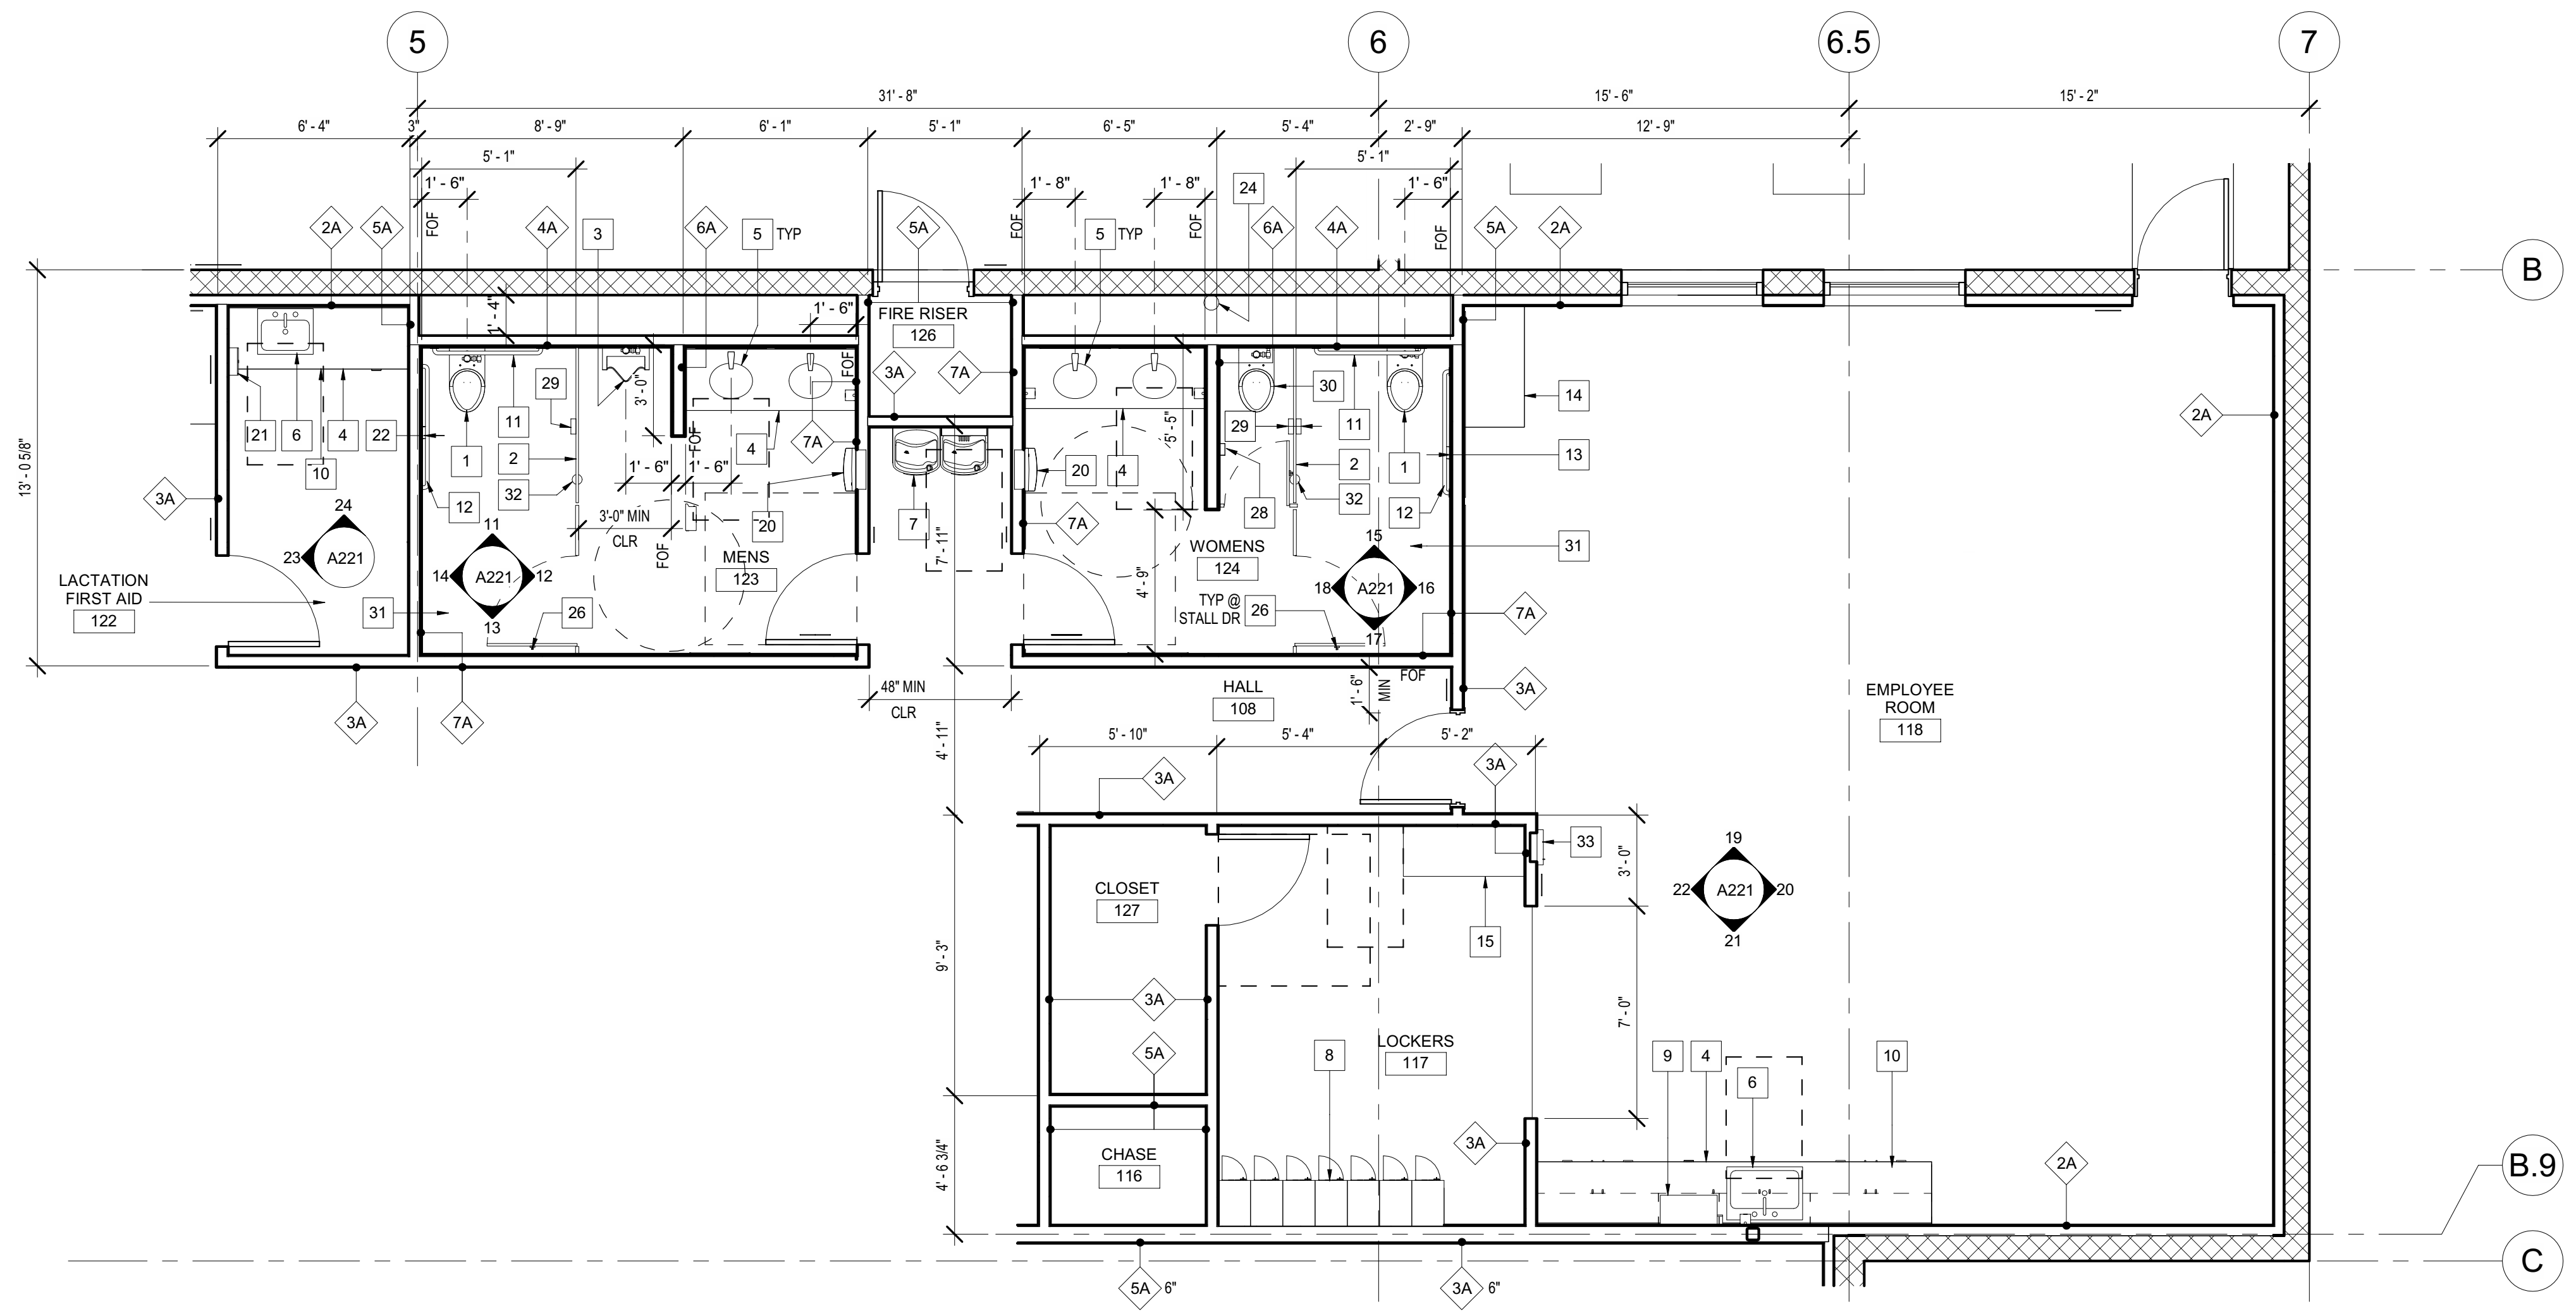 5
6
6.5
7
31' - 8"
15' - 6"
15' - 2"
6' - 4"
3"
8' - 9"
6' - 1"
5' - 1"
6' - 5"
5' - 4"
2' - 9"
12' - 9"
5' - 1"
5' - 1"
1' - 6"
1' - 8"
1' - 8"
24
1' - 6"
FOF
FOF
FOF
FOF
2A
5A
4A
3
6A
5 TYP
5A
5 TYP
6A
4A
5A
2A
B
1' - 4"
1' - 6"
FIRE RISER
126
3A
7A
FOF
29
3' - 0"
30
14
11
2A
21
6
4
22
11
FOF
4
7A
5' - 5"
29
11
10
1
2
20
4
2
1
13
3A
12
32
1' - 6"
1' - 6"
20
7
7A
28
32
12
24
3'-0" MIN
CLR
FOF
23
A221
11
14
A221
12
13
MENS
123
7' - 11"
4' - 9"
WOMENS
124
15
18
A221
16
17
31
13' - 0 5/8"
LACTATION
FIRST AID
122
31
26
TYP @
STALL DR
26
7A
3A
7A
48" MIN
CLR
HALL
108
1' - 6"
MIN
FOF
3A
EMPLOYEE
ROOM
118
4' - 11"
5' - 10"
5' - 4"
5' - 2"
3A
3A
33
3' - 0"
19
22
A221
20
21
CLOSET
127
15
9' - 3"
3A
7' - 0"
5A
8
LOCKERS
117
9
4
6
10
3A
CHASE
116
4' - 6 3/4"
2A
B.9
C
5A 6"
3A 6"